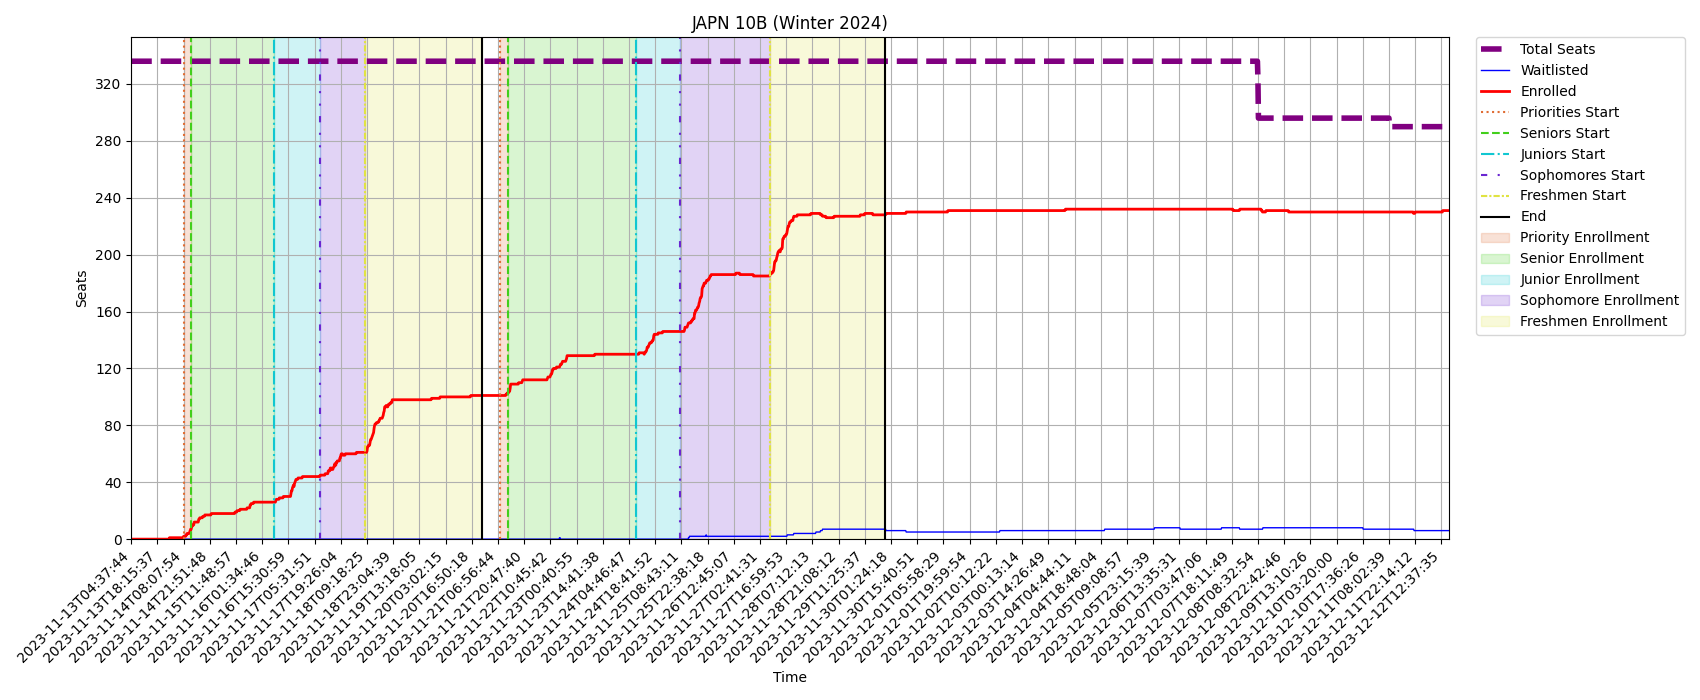 JAPN 10B (Winter 2024)
Seats
320
280
240
200
160
120
80
40
0
2023-11-13T04:37:44
2023-11-13T18:15:37
2023-11-14T08:07:54
2023-11-14T21:51:48
2023-11-15T11:48:57
2023-11-16T01:34:46
2023-11-16T15:30:59
2023-11-17T05:31:51
2023-11-17T19:26:04
2023-11-18T09:18:25
2023-11-18T23:04:39
2023-11-19T13:18:05
2023-11-20T03:02:15
2023-11-20T16:50:18
2023-11-21T06:56:44
2023-11-21T20:47:40
2023-11-22T10:45:42
2023-11-23T00:40:55
2023-11-23T14:41:38
2023-11-24T04:46:47
2023-11-24T18:41:52
2023-11-25T08:43:11
2023-11-25T22:38:18
2023-11-26T12:45:07
2023-11-27T02:41:31
2023-11-27T16:59:53
2023-11-28T07:12:13
2023-11-28T21:08:12
2023-11-29T11:25:37
2023-11-30T01:24:18
2023-11-30T15:40:51
2023-12-01T05:58:29
2023-12-01T19:59:54
2023-12-02T10:12:22
2023-12-03T00:13:14
2023-12-03T14:26:49
2023-12-04T04:44:11
2023-12-04T18:48:04
2023-12-05T09:08:57
2023-12-05T23:15:39
2023-12-06T13:35:31
2023-12-07T03:47:06
2023-12-07T18:11:49
2023-12-08T08:32:54
2023-12-08T22:42:46
2023-12-09T13:10:26
2023-12-10T03:20:00
2023-12-10T17:36:26
2023-12-11T08:02:39
2023-12-11T22:14:12
2023-12-12T12:37:35
Time
Total Seats
Waitlisted
Enrolled
Priorities Start
Seniors Start
Juniors Start
Sophomores Start
Freshmen Start
End
Priority Enrollment
Senior Enrollment
Junior Enrollment
Sophomore Enrollment
Freshmen Enrollment